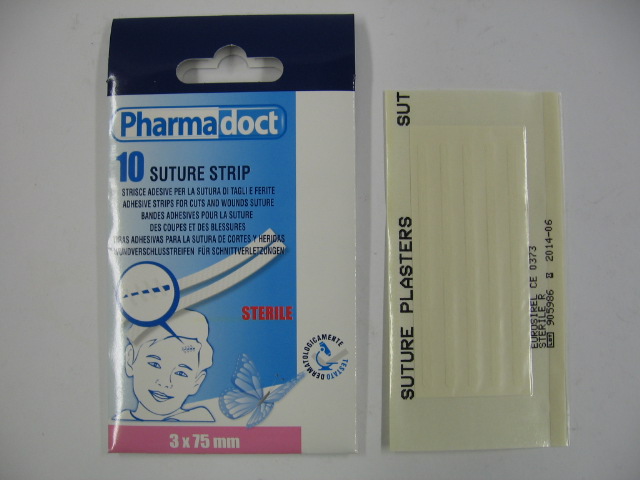 Pharmadoct
10 SUTURE STRIP
STRISCE ADESIVE PER LA SUTURA DI TAGLI E FERITE
ADHESIVE STRIPS FOR CUTS AND WOUNDS SUTURE
BANDES ADHESIVES POUR LA SUTURE
DES COUPES ET DES BLESSURES
TIRAS ADHESIVAS PARA LA SUTURA DE CORTES Y HERIDAS
WUNDVERSCHLUSSTREIFEN FÜR SCHNITTVERLETZUNGEN
STERILE
TESTATO DERMATOLOGICAMENTE
3 x 75 mm
SUTURE PLASTERS
SUT
EUROSIREL CE 0373
STERILE R
LOT 905986 2014-06